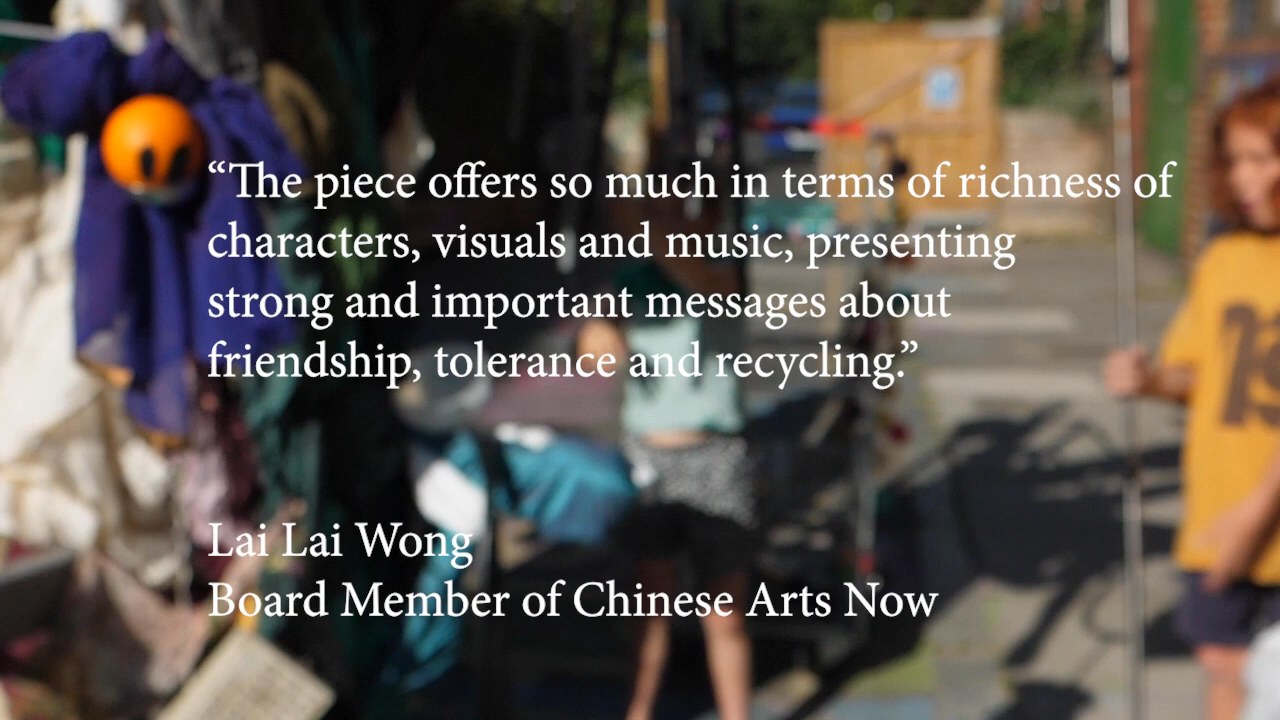 “The piece offers so much in terms of richness of
characters, visuals and music, presenting
strong and important messages about
friendship, tolerance and recycling.”
Lai Lai Wong
Board Member of Chinese Arts Now